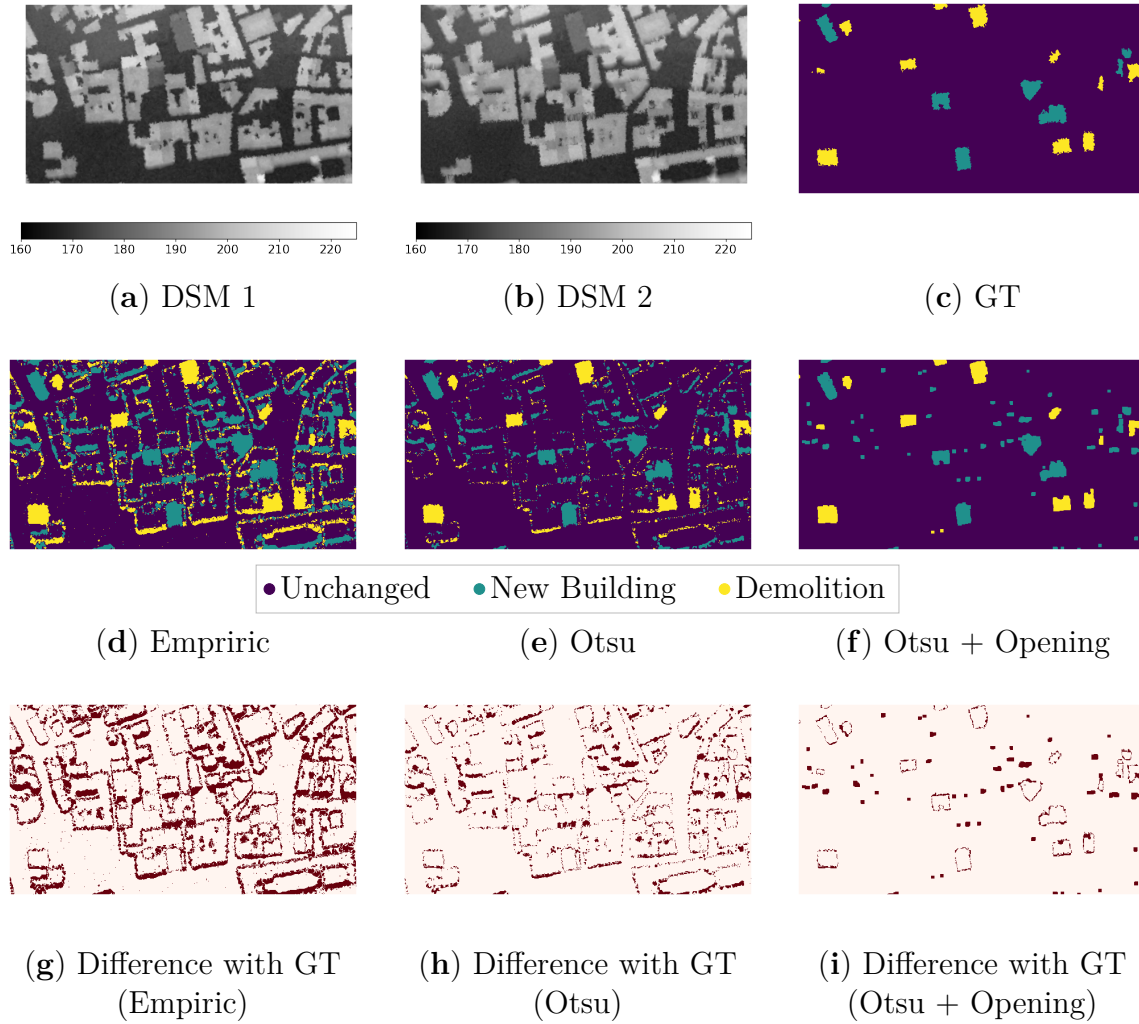 160 170 180 190 200 210 220
160 170 180 190 200 210 220
(a) DSM 1
(b) DSM 2
(c) GT
Unchanged New Building Demolition
(d) Empriric
(e) Otsu
(f) Otsu + Opening
(g) Difference with GT
(Empiric)
(h) Difference with GT
(Otsu)
(i) Difference with GT
(Otsu + Opening)